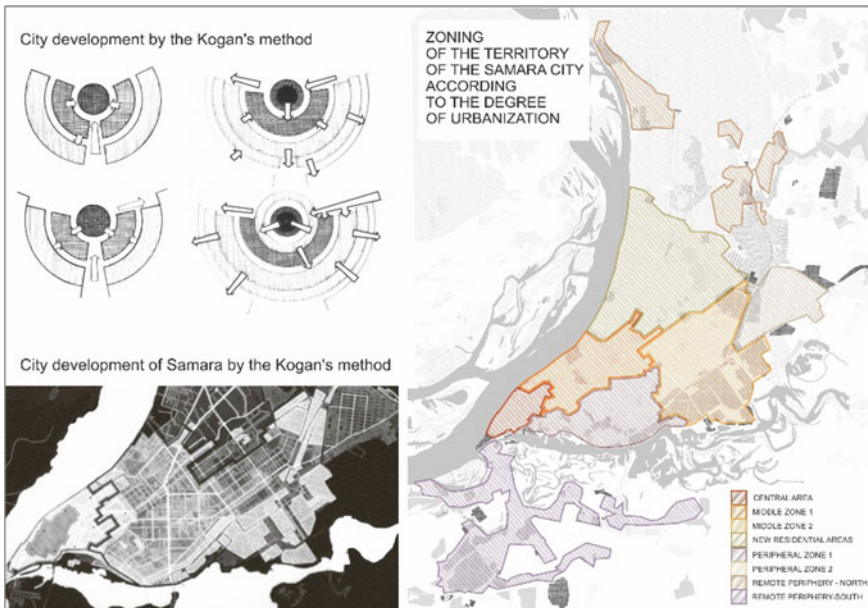 City development by the Kogan's method
ZONING
OF THE TERRITORY
OF THE SAMARA CITY
ACCORDING
TO THE DEGREE
OF URBANIZATION
City development of Samara by the Kogan's method
CENTRAL AREA
MIDDLE ZONE 1
MIDDLE ZONE 2
NEW RESIDENTIAL AREAS
PERIPHERAL ZONE 1
PERIPHERAL ZONE 2
REMOTE PERIPHERY - NORTH
REMOTE PERIPHERY-SOUTH